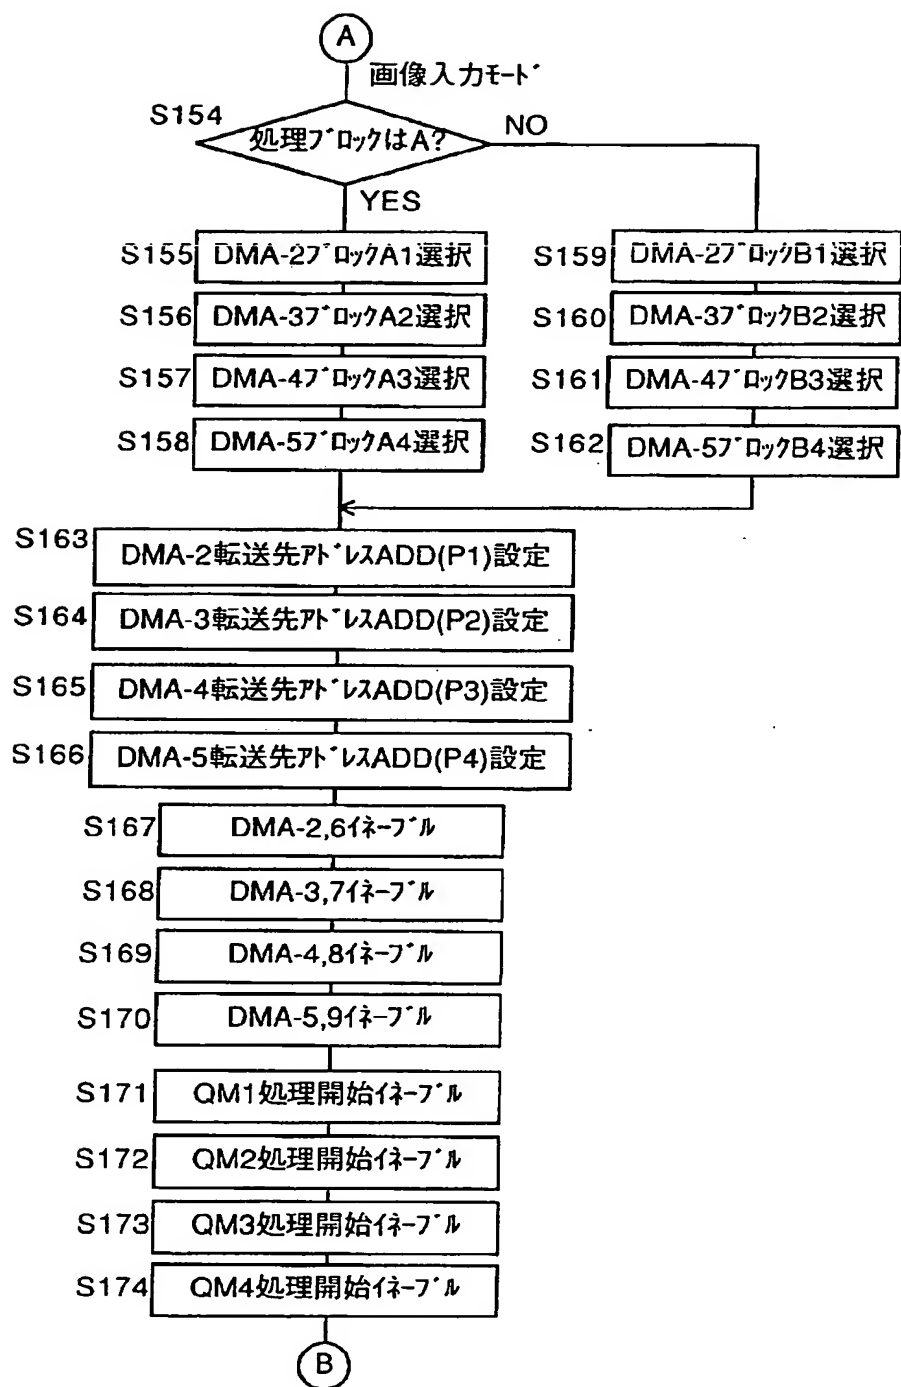 A
画像入力ﾓｰﾄﾞ
S154
処理ﾌﾞﾛｯｸはA?
NO
YES
S155 DMA-2ﾌﾞﾛｯｸA1選択
S156 DMA-3ﾌﾞﾛｯｸA2選択
S157 DMA-4ﾌﾞﾛｯｸA3選択
S158 DMA-5ﾌﾞﾛｯｸA4選択
S159 DMA-2ﾌﾞﾛｯｸB1選択
S160 DMA-3ﾌﾞﾛｯｸB2選択
S161 DMA-4ﾌﾞﾛｯｸB3選択
S162 DMA-5ﾌﾞﾛｯｸB4選択
S163 DMA-2転送先ｱﾄﾞﾚｽADD(P1)設定
S164 DMA-3転送先ｱﾄﾞﾚｽADD(P2)設定
S165 DMA-4転送先ｱﾄﾞﾚｽADD(P3)設定
S166 DMA-5転送先ｱﾄﾞﾚｽADD(P4)設定
S167 DMA-2,6ｲﾈｰﾌﾞﾙ
S168 DMA-3,7ｲﾈｰﾌﾞﾙ
S169 DMA-4,8ｲﾈｰﾌﾞﾙ
S170 DMA-5,9ｲﾈｰﾌﾞﾙ
S171 QM1処理開始ｲﾈｰﾌﾞﾙ
S172 QM2処理開始ｲﾈｰﾌﾞﾙ
S173 QM3処理開始ｲﾈｰﾌﾞﾙ
S174 QM4処理開始ｲﾈｰﾌﾞﾙ
B